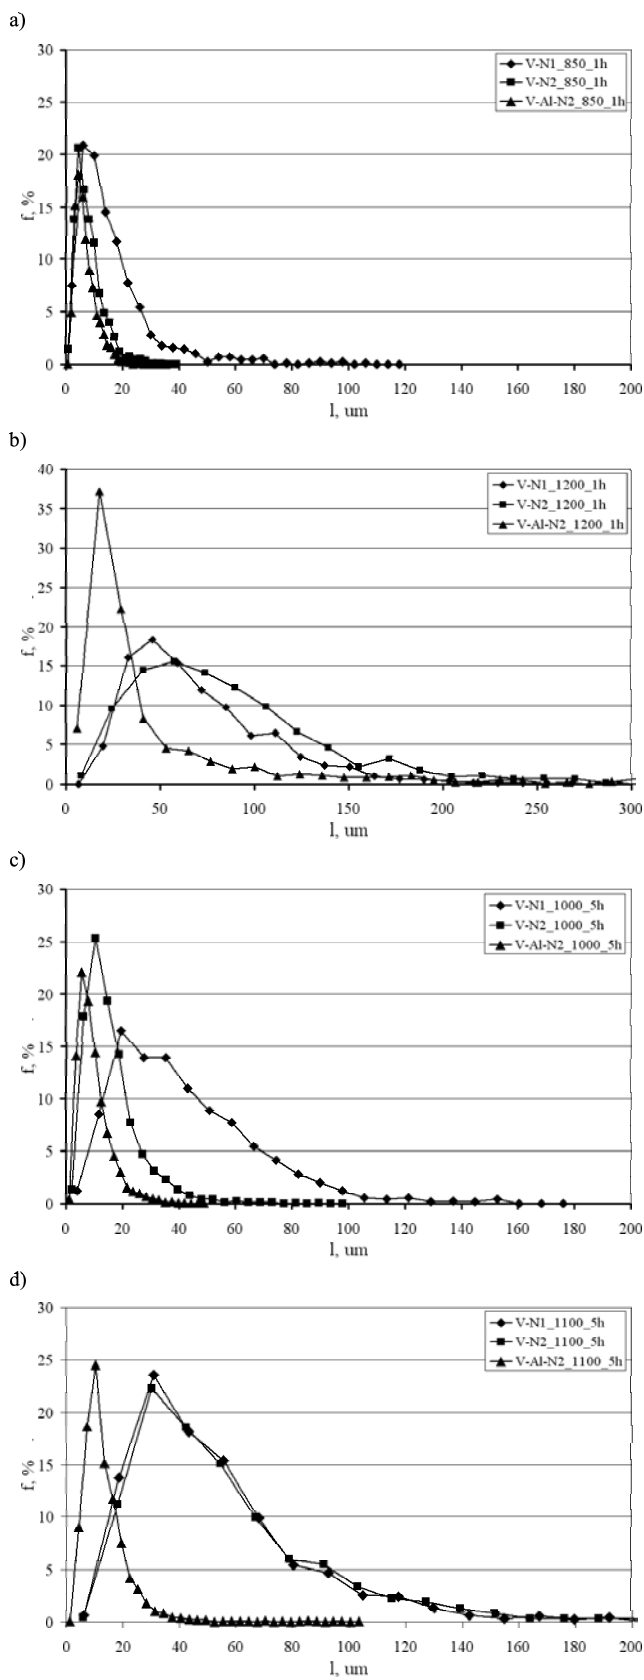 a)
30
V-N1_850_1h
V-N2_850_1h
V-Al-N2_850_1h
25
20
15
10
5
0
f, %
0 20 40 60 80 100 120 140 160 180 200
l, um
b)
40
V-N1_1200_1h
V-N2_1200_1h
V-Al-N2_1200_1h
35
30
25
20
15
10
5
0
f, %
0 50 100 150 200 250 300
l, um
c)
30
V-N1_1000_5h
V-N2_1000_5h
V-Al-N2_1000_5h
25
20
15
10
5
0
f, %
0 20 40 60 80 100 120 140 160 180 200
l, um
d)
30
V-N1_1100_5h
V-N2_1100_5h
V-Al-N2_1100_5h
25
20
15
10
5
0
f, %
0 20 40 60 80 100 120 140 160 180 200
l, um